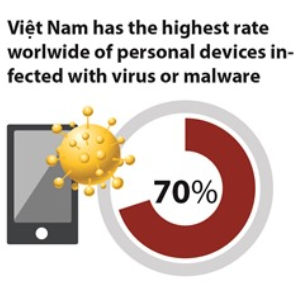 Việt Nam has the highest rate
worlwide of personal devices in-
fected with virus or malware
70%